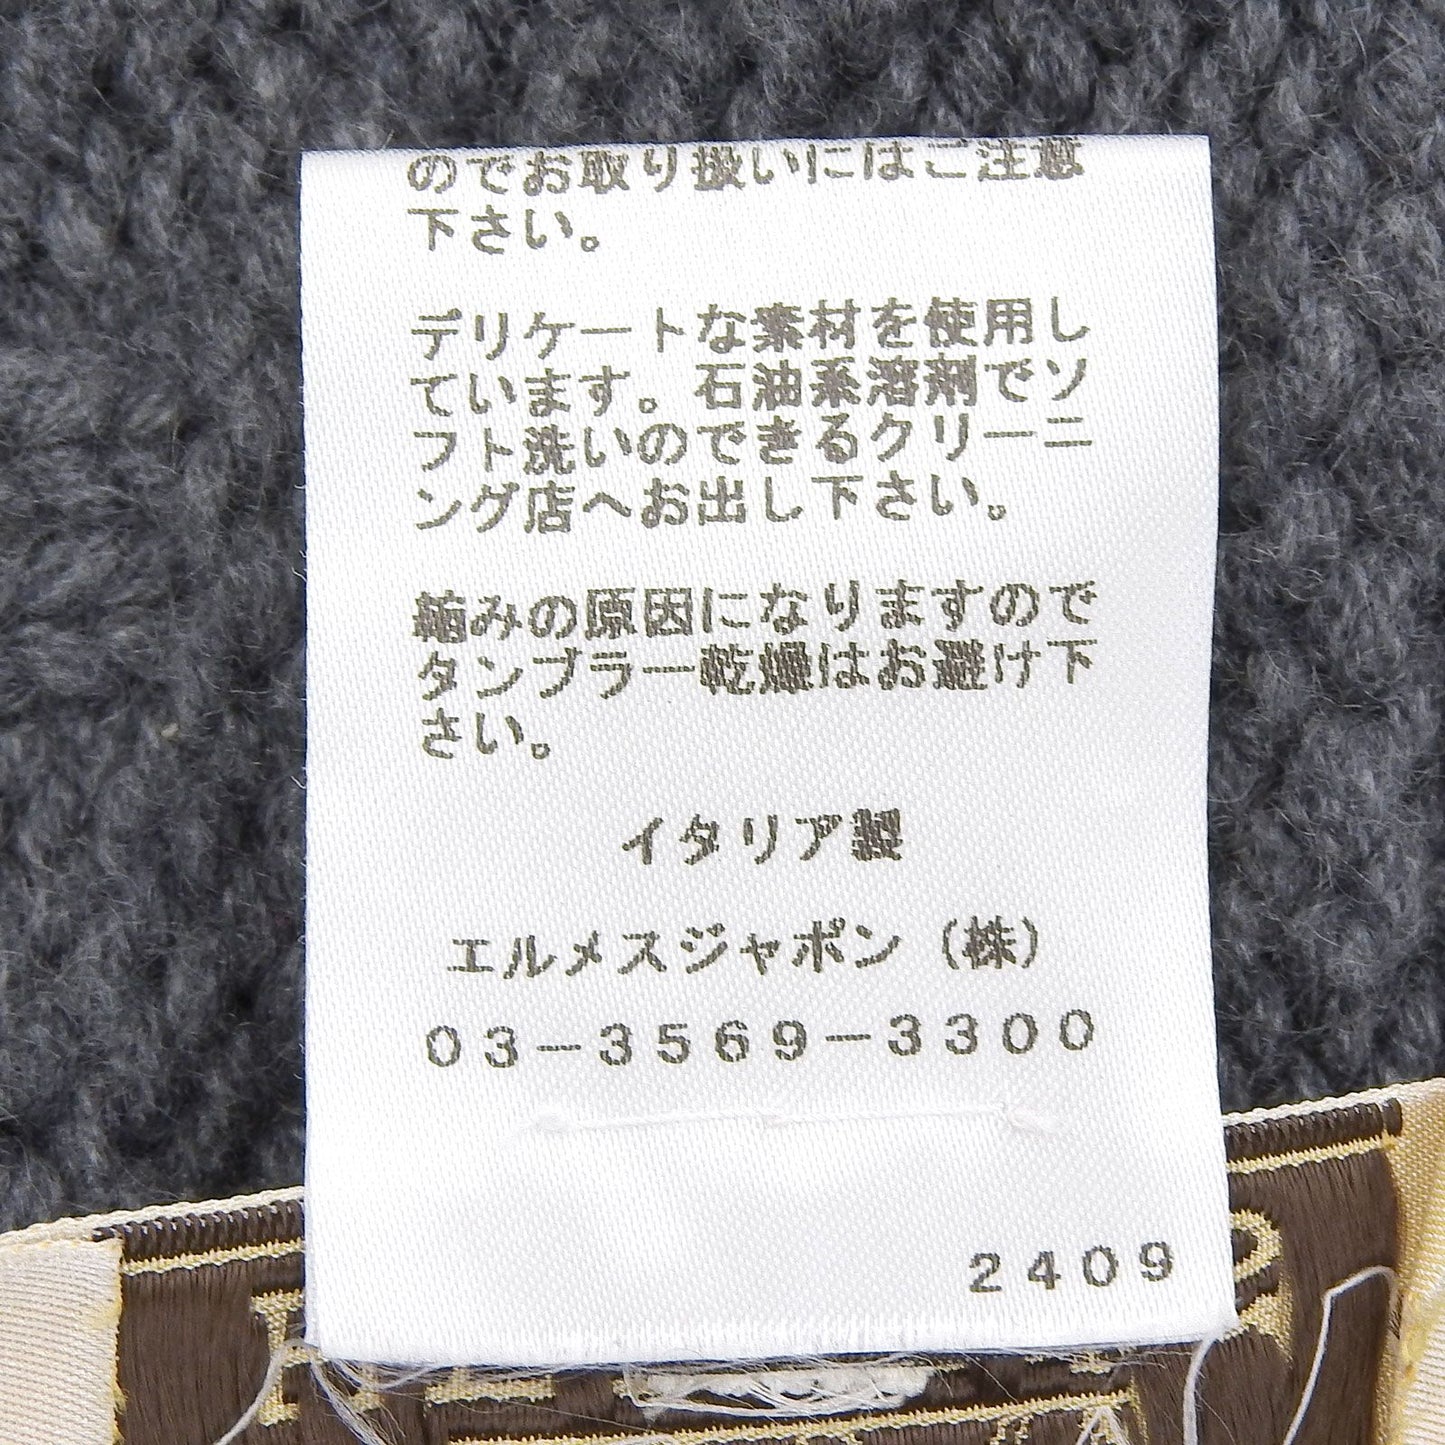 のでお取り扱いにはご注意
下さい。
デリケートな素材を使用し
ています。石油系溶剤でソ
フト洗いのできるクリーニ
ング店へお出し下さい。
縮みの原因になりますので
タンブラー乾燥はお避け下
さい。
イタリア製
エルメスジャポン（株）
03-3569-3300
2409